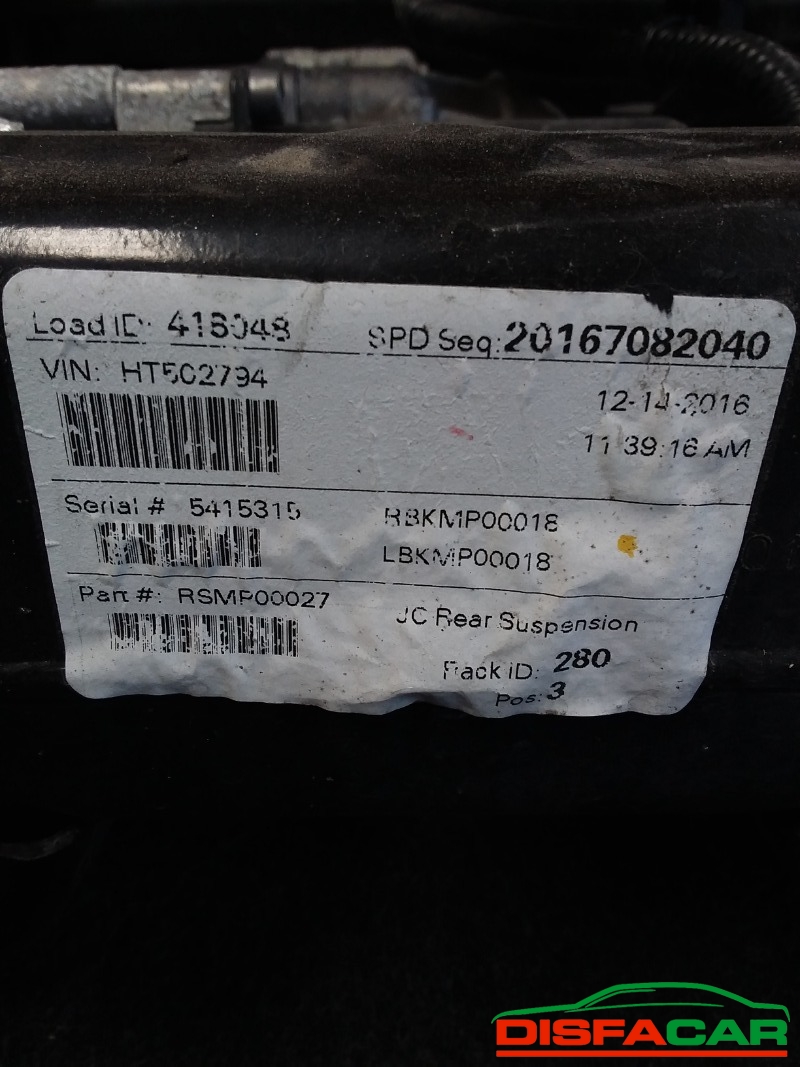 Load ID: 416048 SPD Seq: 20167082040
VIN: HT502794
12-14-2016
11:39:16 AM
Serial # 5415315 RBKMP00018
LBKMP00018
Part #: RSMP00027 JC Rear Suspension
Rack ID: 280
Pos: 3
DISFACAR